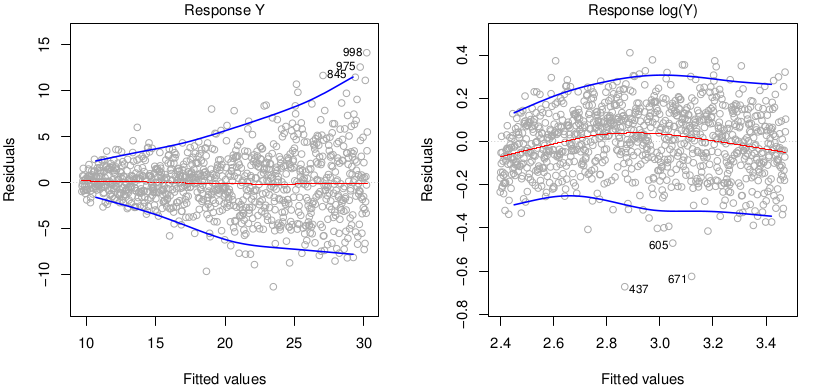 Response Y
998
975
845
15
10
5
0
−5
−10
Residuals
10 15 20 25 30
Fitted values
Response log(Y)
0.4
0.2
0.0
−0.2
−0.4
−0.6
−0.8
605
671
437
Residuals
2.4 2.6 2.8 3.0 3.2 3.4
Fitted values